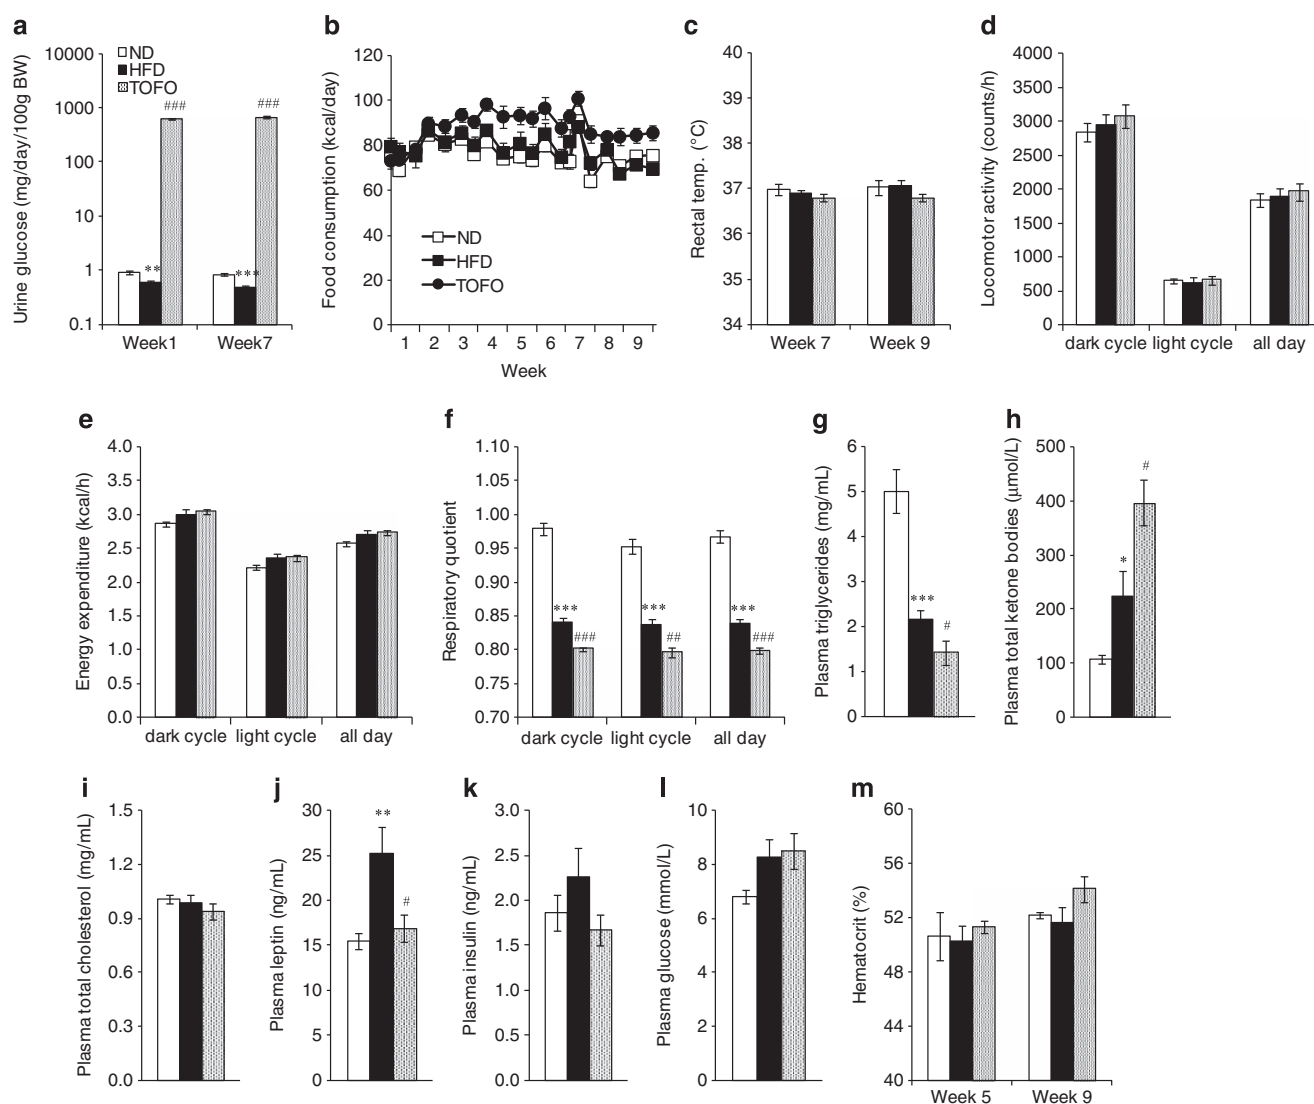 a
Urine glucose (mg/day/100g BW)
10000
1000
100
10
1
0.1
ND
HFD
TOFO
###
###
**
***
Week1
Week7
b
Food consumption (kcal/day)
120
100
80
60
40
20
0
ND
HFD
TOFO
1 2 3 4 5 6 7 8 9
Week
c
Rectal temp. (°C)
40
39
38
37
36
35
34
Week 7
Week 9
d
Locomotor activity (counts/h)
4000
3500
3000
2500
2000
1500
1000
500
0
dark cycle light cycle all day
e
Energy expenditure (kcal/h)
4.0
3.5
3.0
2.5
2.0
1.5
1.0
0.5
0.0
dark cycle light cycle all day
f
Respiratory quotient
1.10
1.05
1.00
0.95
0.90
0.85
0.80
0.75
0.70
***
###
***
##
***
###
dark cycle light cycle all day
g
Plasma triglycerides (mg/mL)
6
5
4
3
2
1
0
***
#
h
Plasma total ketone bodies (μmol/L)
500
400
300
200
100
0
*
#
i
Plasma total cholesterol (mg/mL)
1.5
1.2
0.9
0.6
0.3
0.0
j
Plasma leptin (ng/mL)
30
25
20
15
10
5
0
**
#
k
Plasma insulin (ng/mL)
3.0
2.5
2.0
1.5
1.0
0.5
0.0
l
Plasma glucose (mmol/L)
10
8
6
4
2
0
m
Hematocrit (%)
60
56
52
48
44
40
Week 5
Week 9